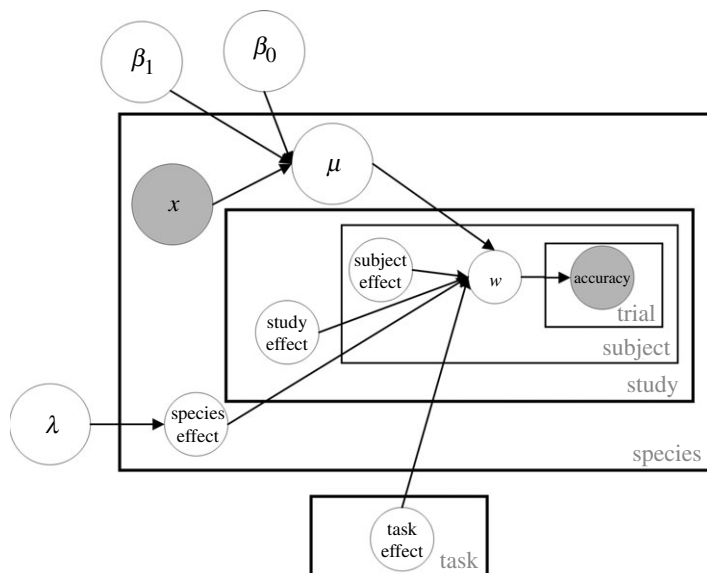 β₁
β₀
μ
x
subject
effect
w
accuracy
trial
study
effect
subject
study
λ
species
effect
species
task
effect
task